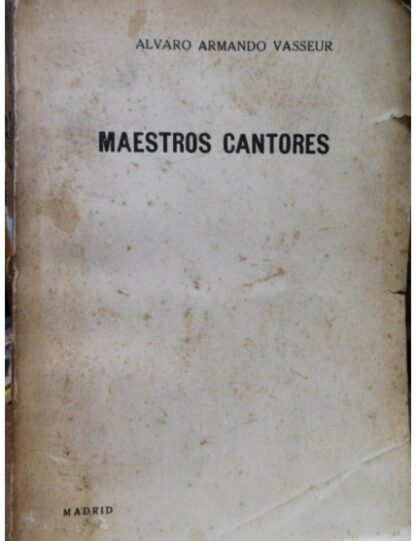 ALVARO ARMANDO VASSEUR
MAESTROS CANTORES
MADRID